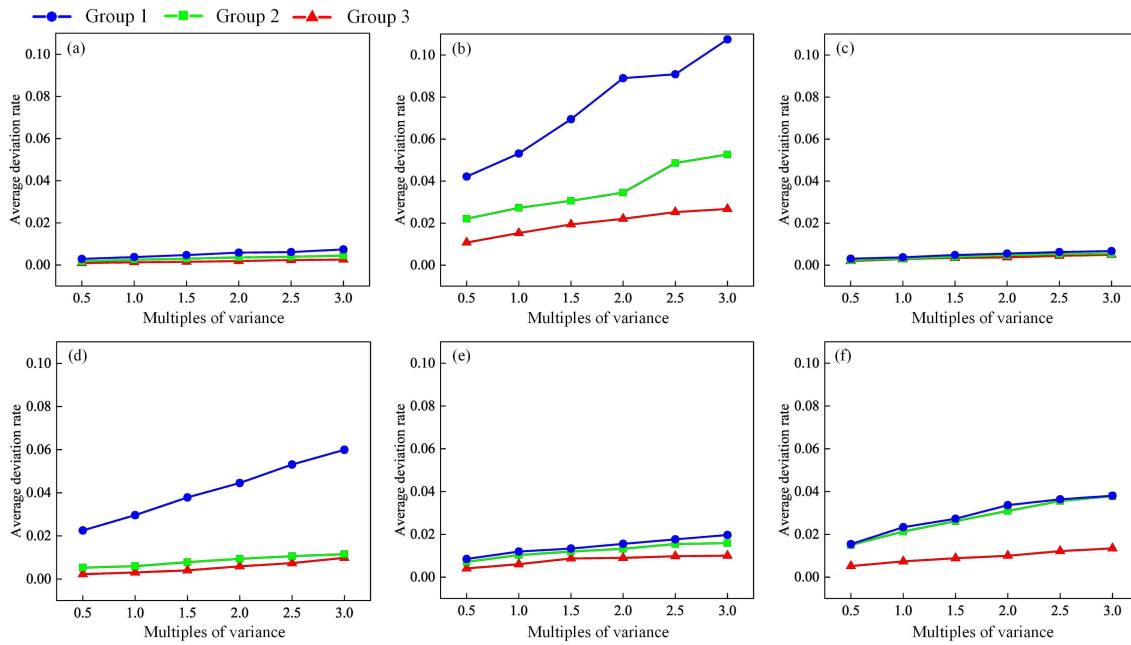 Group 1 Group 2 Group 3
(a)
0.10
0.08
0.06
0.04
0.02
0.00
Average deviation rate
0.5 1.0 1.5 2.0 2.5 3.0
Multiples of variance
(b)
0.10
0.08
0.06
0.04
0.02
0.00
Average deviation rate
0.5 1.0 1.5 2.0 2.5 3.0
Multiples of variance
(c)
0.10
0.08
0.06
0.04
0.02
0.00
Average deviation rate
0.5 1.0 1.5 2.0 2.5 3.0
Multiples of variance
(d)
0.10
0.08
0.06
0.04
0.02
0.00
Average deviation rate
0.5 1.0 1.5 2.0 2.5 3.0
Multiples of variance
(e)
0.10
0.08
0.06
0.04
0.02
0.00
Average deviation rate
0.5 1.0 1.5 2.0 2.5 3.0
Multiples of variance
(f)
0.10
0.08
0.06
0.04
0.02
0.00
Average deviation rate
0.5 1.0 1.5 2.0 2.5 3.0
Multiples of variance